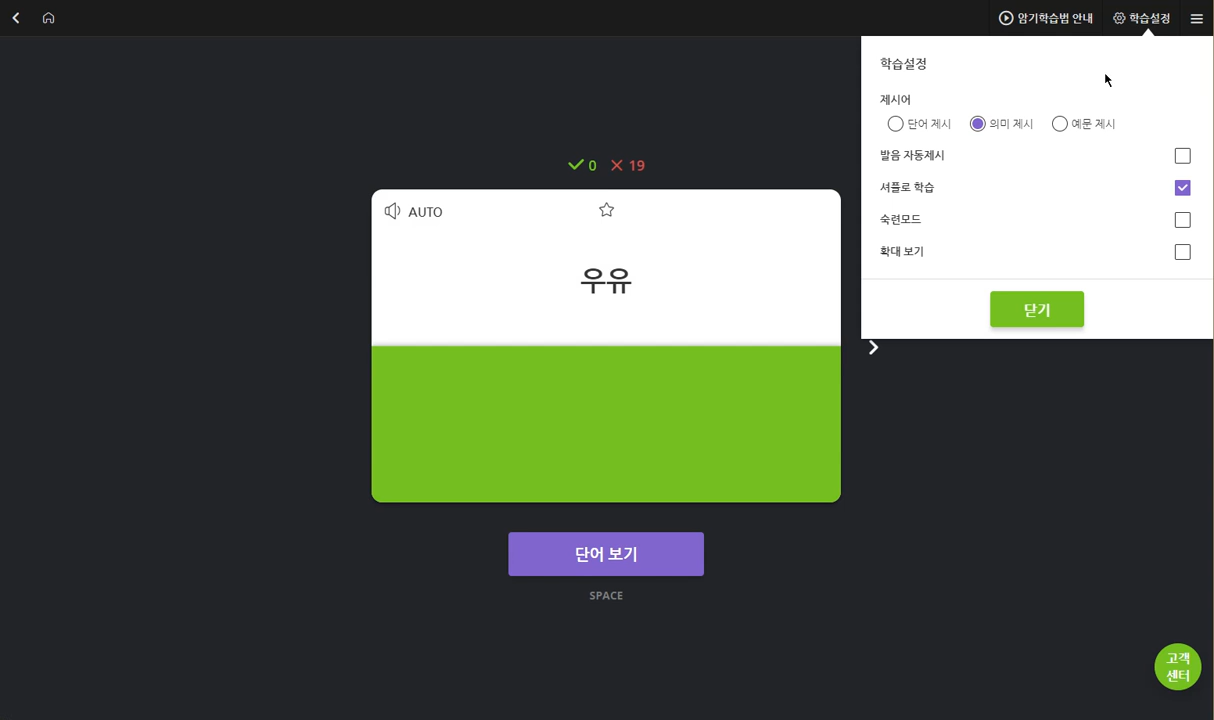 암기학습법 안내 학습설정
학습설정
제시어
단어 제시 의미 제시 예문 제시
발음 자동제시
셔플로 학습
숙련모드
확대 보기
닫기
0 19
AUTO
우유
단어 보기
SPACE
고객
센터